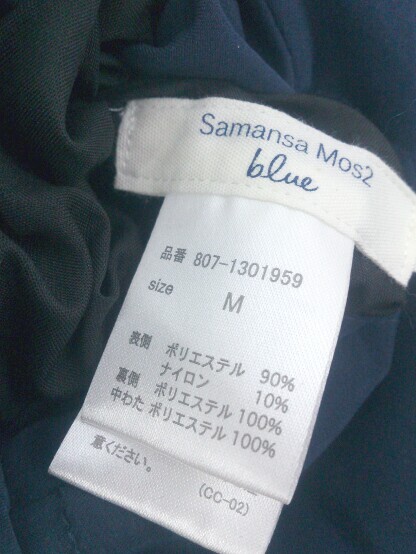 Samansa Mos2
blue
品番 807-1301959
size M
表側 ポリエステル 90%
ナイロン 10%
裏側 ポリエステル 100%
中わた ポリエステル 100%
意ください。
(CC-02)